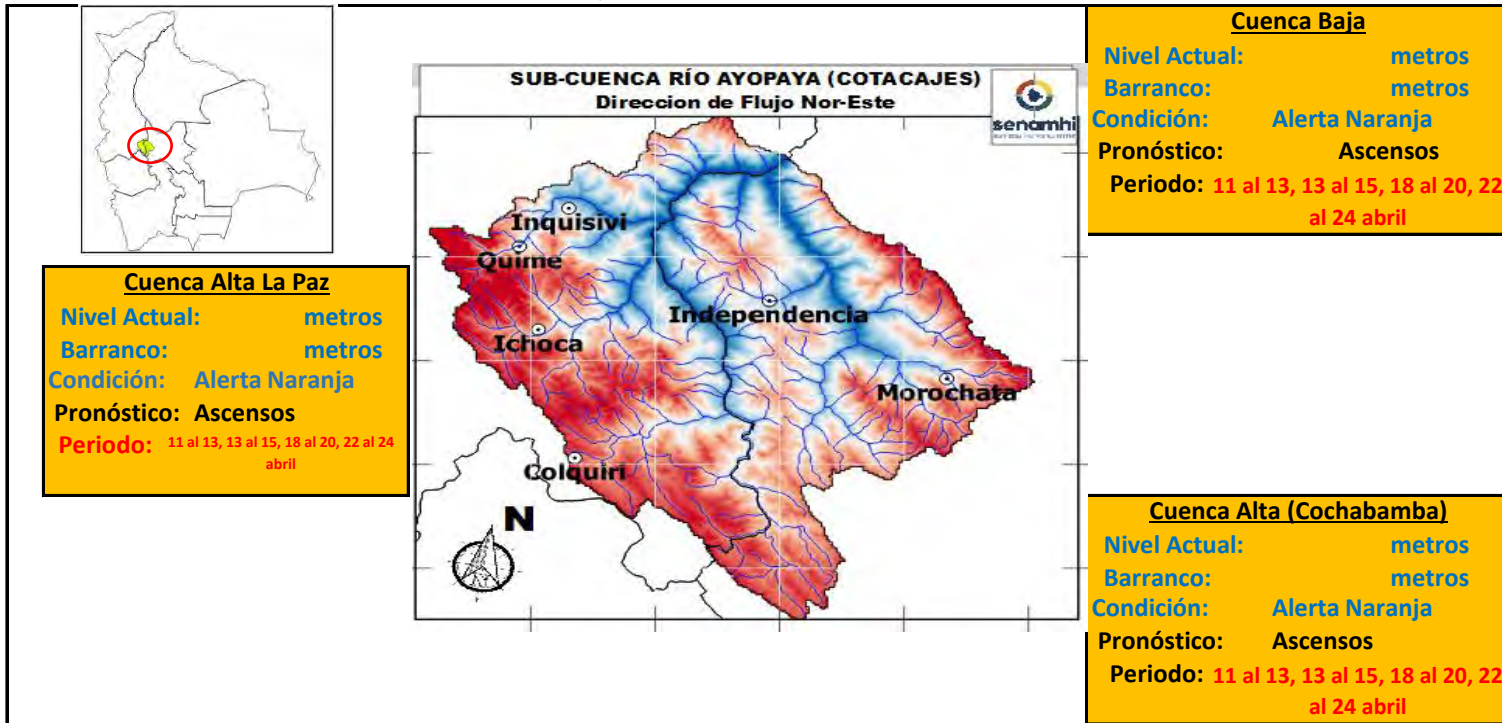 SUB-CUENCA RÍO AYOPAYA (COTACAJES)
Direccion de Flujo Nor-Este
senamhi
Inquisivi
Quime
Independencia
Ichoca
Morochata
Colquiri
N
Cuenca Alta La Paz
Nivel Actual: metros
Barranco: metros
Condición: Alerta Naranja
Pronóstico: Ascensos
Periodo: 11 al 13, 13 al 15, 18 al 20, 22 al 24
abril
Cuenca Baja
Nivel Actual: metros
Barranco: metros
Condición: Alerta Naranja
Pronóstico: Ascensos
Periodo: 11 al 13, 13 al 15, 18 al 20, 22
al 24 abril
Cuenca Alta (Cochabamba)
Nivel Actual: metros
Barranco: metros
Condición: Alerta Naranja
Pronóstico: Ascensos
Periodo: 11 al 13, 13 al 15, 18 al 20, 22
al 24 abril